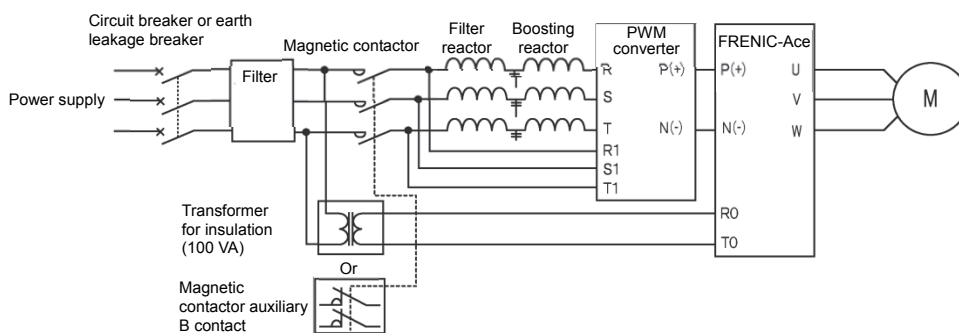 Circuit breaker or earth
leakage breaker
Magnetic contactor
Filter
reactor
Boosting
reactor
PWM
converter
FRENIC-Ace
Filter
Power supply
R
S
T
R1
S1
T1
P(+)
N(-)
P(+)
N(-)
U
V
W
M
R0
T0
Transformer
for insulation
(100 VA)
Or
Magnetic
contactor auxiliary
B contact